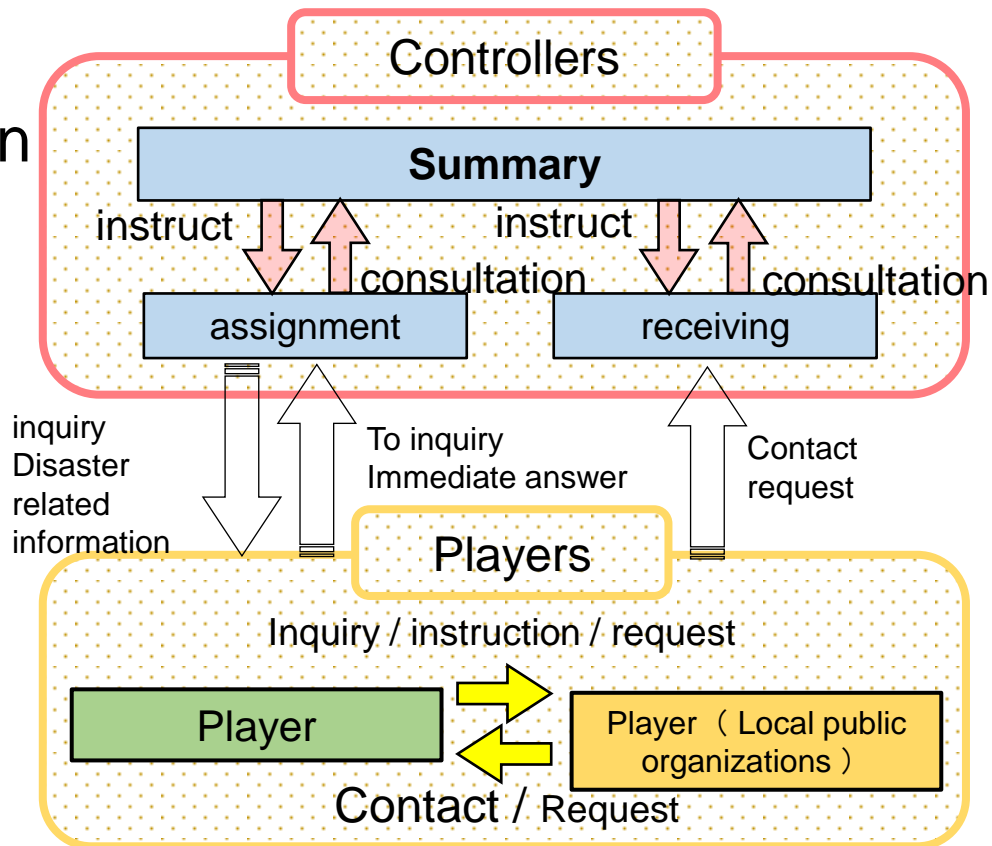 Controllers
n
Summary
instruct
instruct
consultation
consultation
assignment
receiving
inquiry
Disaster
related
information
To inquiry
Immediate answer
Contact
request
Players
Inquiry / instruction / request
Player
Player（ Local public
organizations ）
Contact / Request